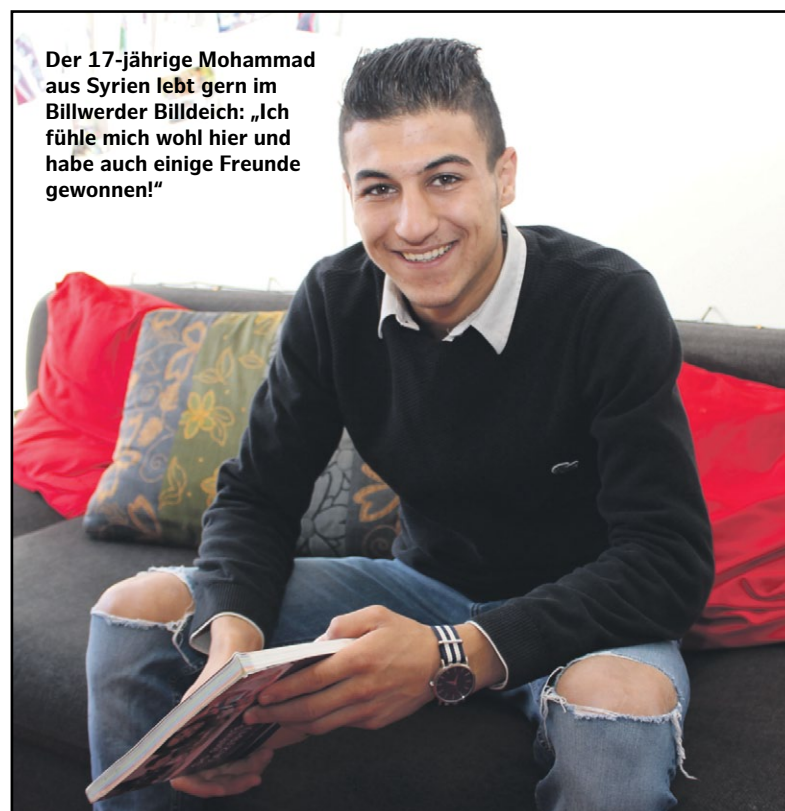 Der 17-jährige Mohammad
aus Syrien lebt gern im
Billwerder Billdeich: „Ich
fühle mich wohl hier und
habe auch einige Freunde
gewonnen!“